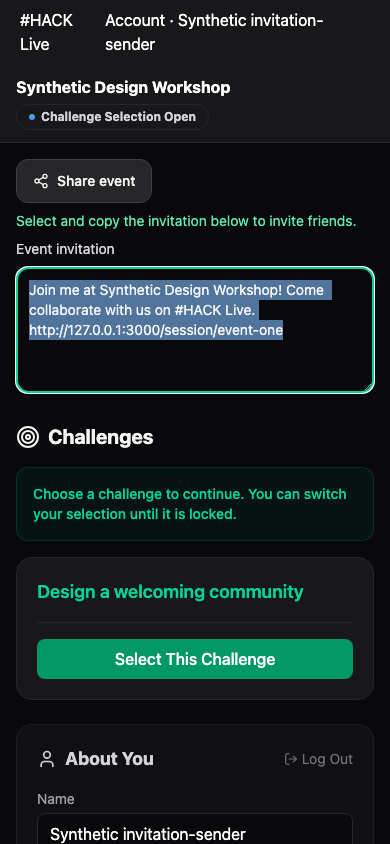 #HACK
Live
Account · Synthetic invitation-
sender
Synthetic Design Workshop
Challenge Selection Open
Share event
Select and copy the invitation below to invite friends.
Event invitation
Join me at Synthetic Design Workshop! Come
collaborate with us on #HACK Live.
http://127.0.0.1:3000/session/event-one
Challenges
Choose a challenge to continue. You can switch
your selection until it is locked.
Design a welcoming community
Select This Challenge
About You
Log Out
Name
Synthetic invitation-sender